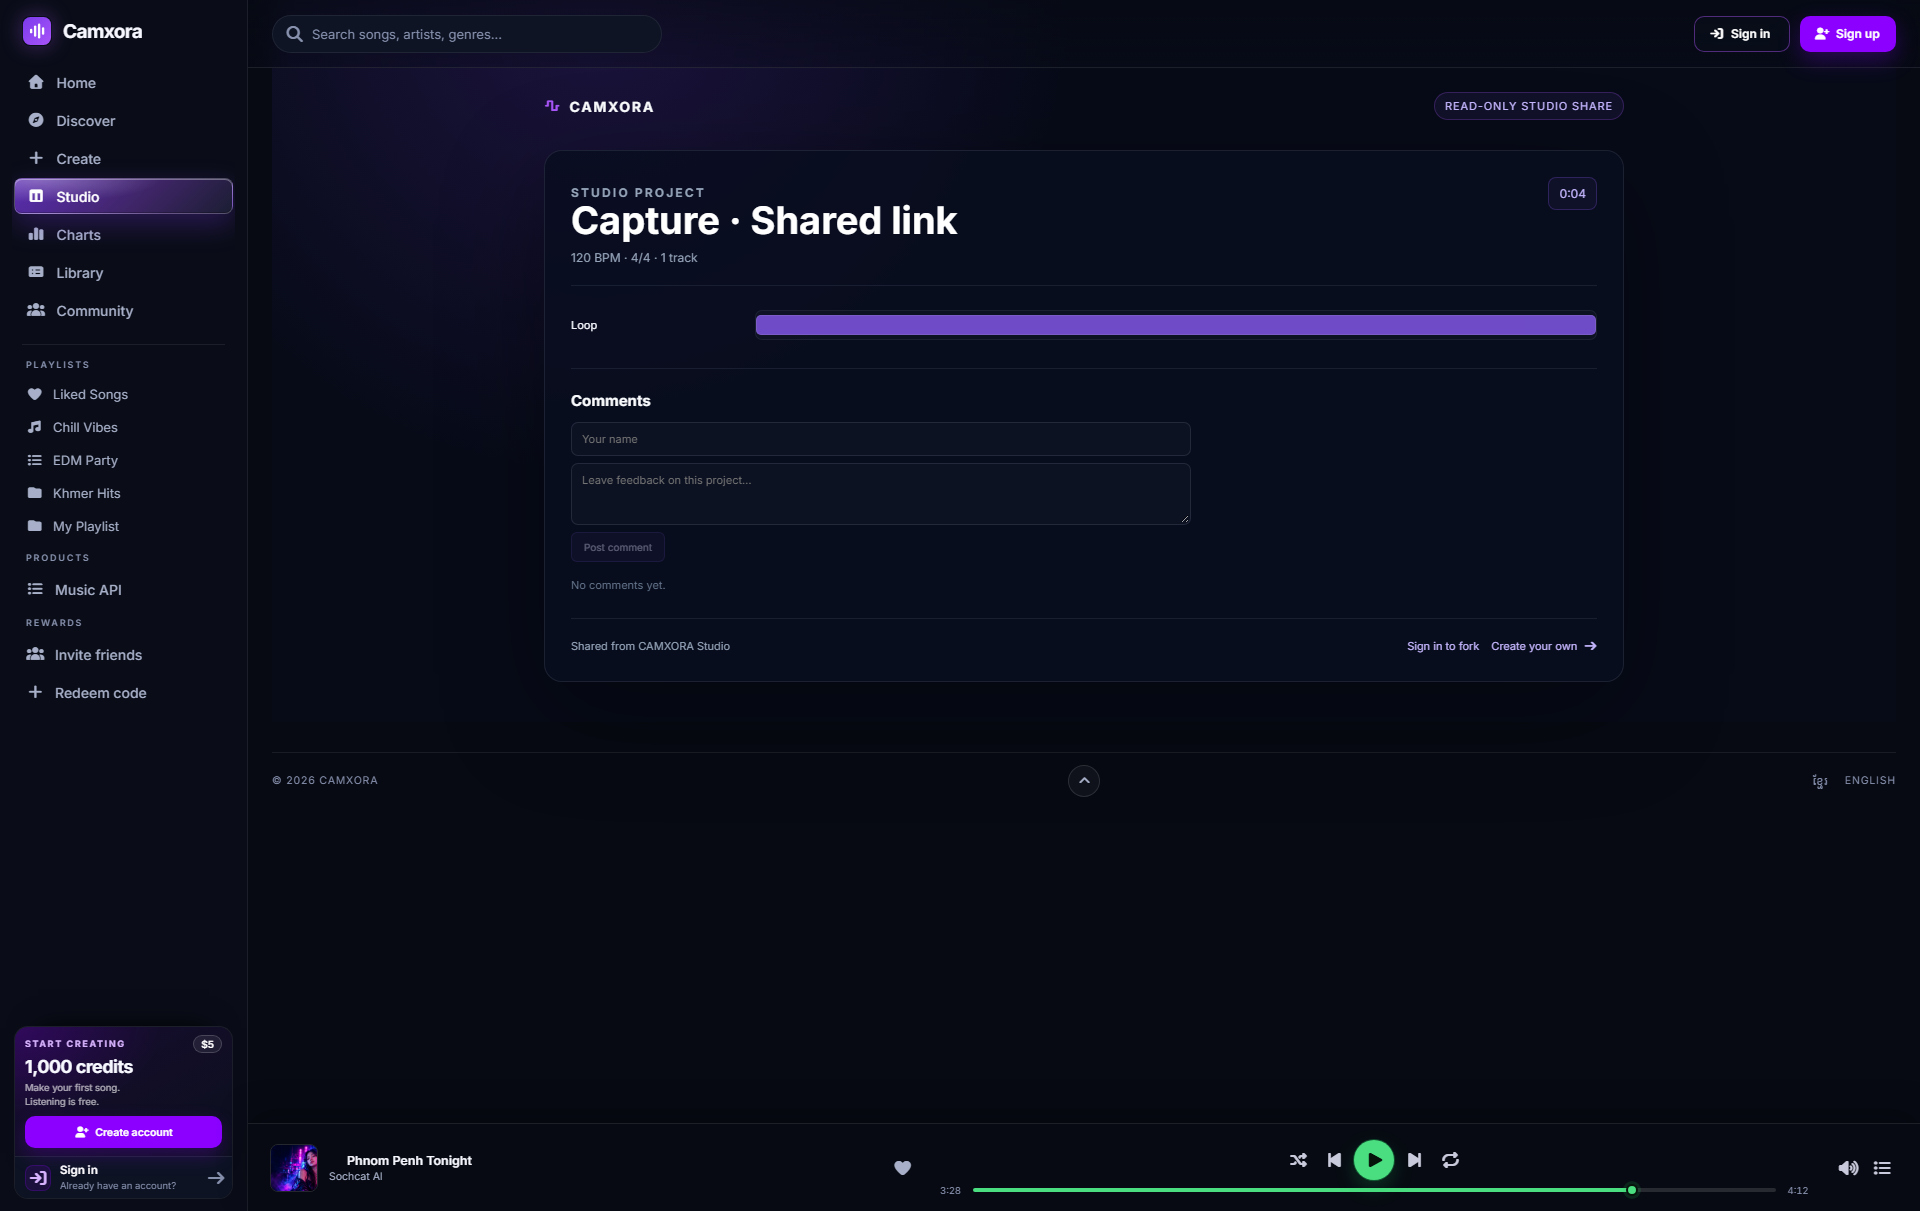 Camxora
Search songs, artists, genres...
Sign in
Sign up
Home
Discover
Create
Studio
Charts
Library
Community
PLAYLISTS
Liked Songs
Chill Vibes
EDM Party
Khmer Hits
My Playlist
PRODUCTS
Music API
REWARDS
Invite friends
Redeem code
START CREATING
$5
1,000 credits
Make your first song.
Listening is free.
Create account
Sign in
Already have an account?
CAMXORA
READ-ONLY STUDIO SHARE
STUDIO PROJECT
0:04
Capture · Shared link
120 BPM · 4/4 · 1 track
Loop
Comments
Your name
Leave feedback on this project...
Post comment
No comments yet.
Shared from CAMXORA Studio
Sign in to fork
Create your own
© 2026 CAMXORA
ខ្មែរ
ENGLISH
Phnom Penh Tonight
Sochcat AI
3:28
4:12